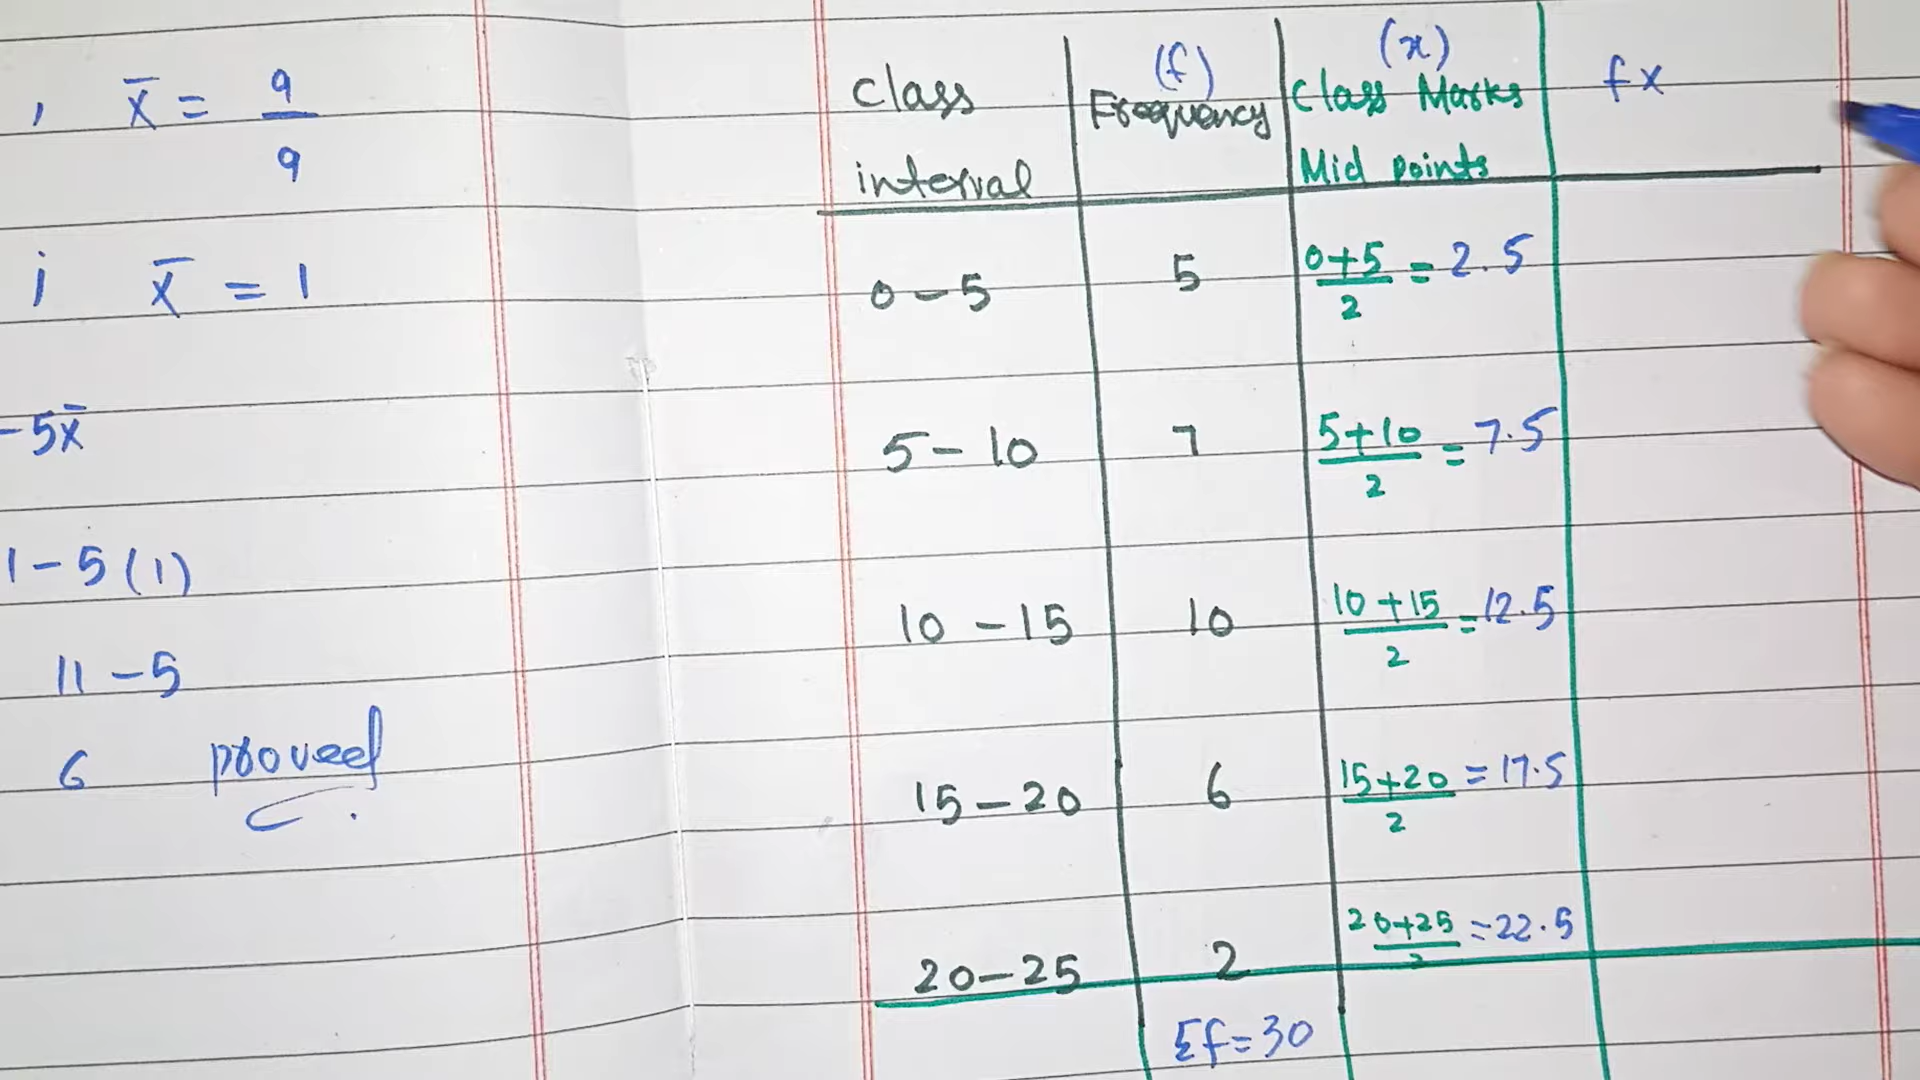 , x̄ = 9/9
j x̄ = 1
-5x̄
1-5(1)
11-5
6 proveed
Class interval | (f) Frequency | (x) Class Marks Mid points | fx
0-5 | 5 | 0+5/2 = 2.5
5-10 | 7 | 5+10/2 = 7.5
10-15 | 10 | 10+15/2 = 12.5
15-20 | 6 | 15+20/2 = 17.5
20-25 | 2 | 20+25/2 = 22.5
Σf=30